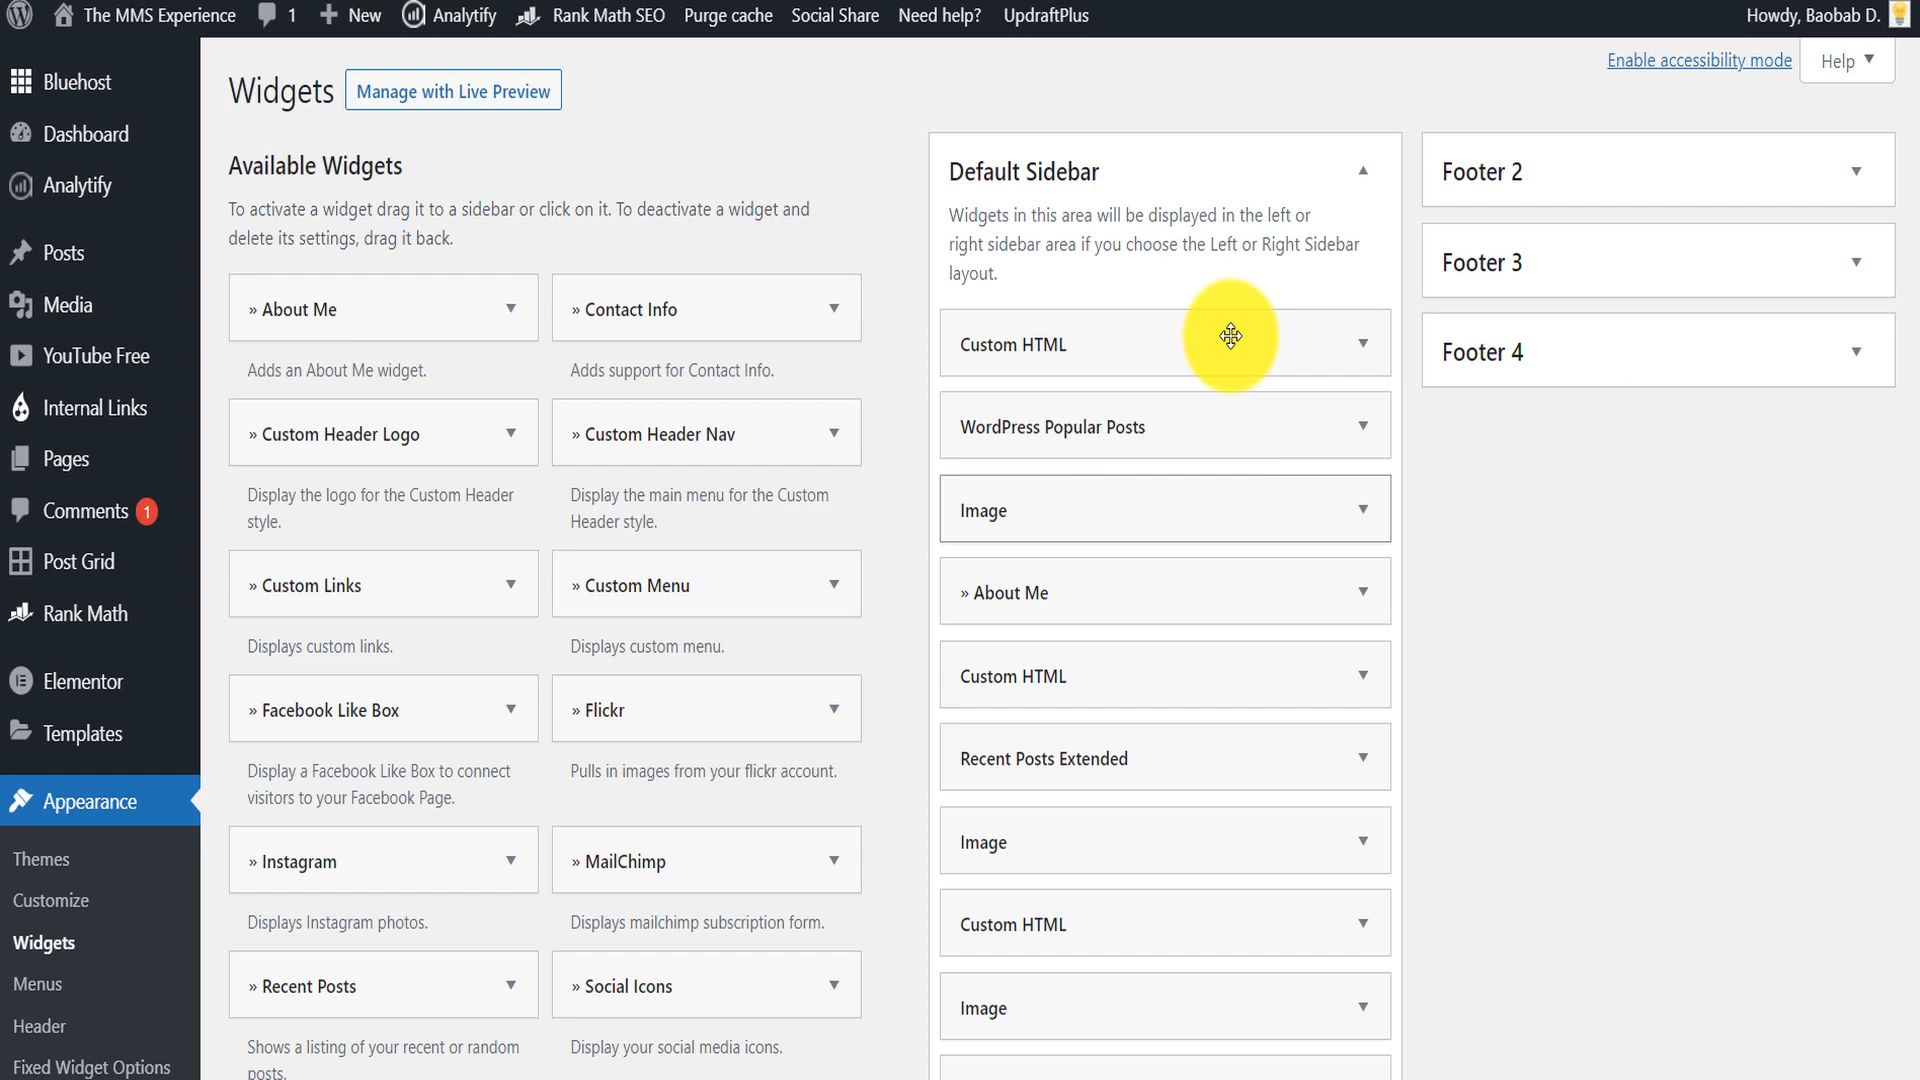 The MMS Experience 1 New Analytify Rank Math SEO Purge cache Social Share Need help? UpdraftPlus Howdy, Baobab D.
Bluehost
Dashboard
Analytify
Posts
Media
YouTube Free
Internal Links
Pages
Comments 1
Post Grid
Rank Math
Elementor
Templates
Appearance
Themes
Customize
Widgets
Menus
Header
Fixed Widget Options
Enable accessibility mode Help
Widgets Manage with Live Preview
Available Widgets
To activate a widget drag it to a sidebar or click on it. To deactivate a widget and
delete its settings, drag it back.
» About Me
Adds an About Me widget.
» Contact Info
Adds support for Contact Info.
» Custom Header Logo
Display the logo for the Custom Header
style.
» Custom Header Nav
Display the main menu for the Custom
Header style.
» Custom Links
Displays custom links.
» Custom Menu
Displays custom menu.
» Facebook Like Box
Display a Facebook Like Box to connect
visitors to your Facebook Page.
» Flickr
Pulls in images from your flickr account.
» Instagram
Displays Instagram photos.
» MailChimp
Displays mailchimp subscription form.
» Recent Posts
Shows a listing of your recent or random
posts.
» Social Icons
Display your social media icons.
Default Sidebar
Widgets in this area will be displayed in the left or
right sidebar area if you choose the Left or Right Sidebar
layout.
Custom HTML
WordPress Popular Posts
Image
» About Me
Custom HTML
Recent Posts Extended
Image
Custom HTML
Image
Footer 2
Footer 3
Footer 4